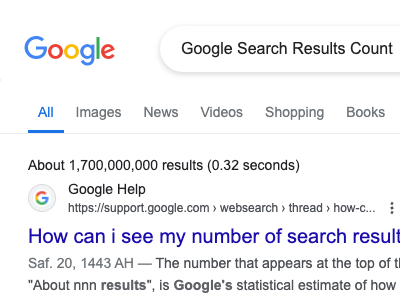 Google
Google Search Results Count
All Images News Videos Shopping Books
About 1,700,000,000 results (0.32 seconds)
Google Help
https://support.google.com › websearch › thread › how-c...
How can i see my number of search result
Saf. 20, 1443 AH — The number that appears at the top of t
"About nnn results", is Google's statistical estimate of how